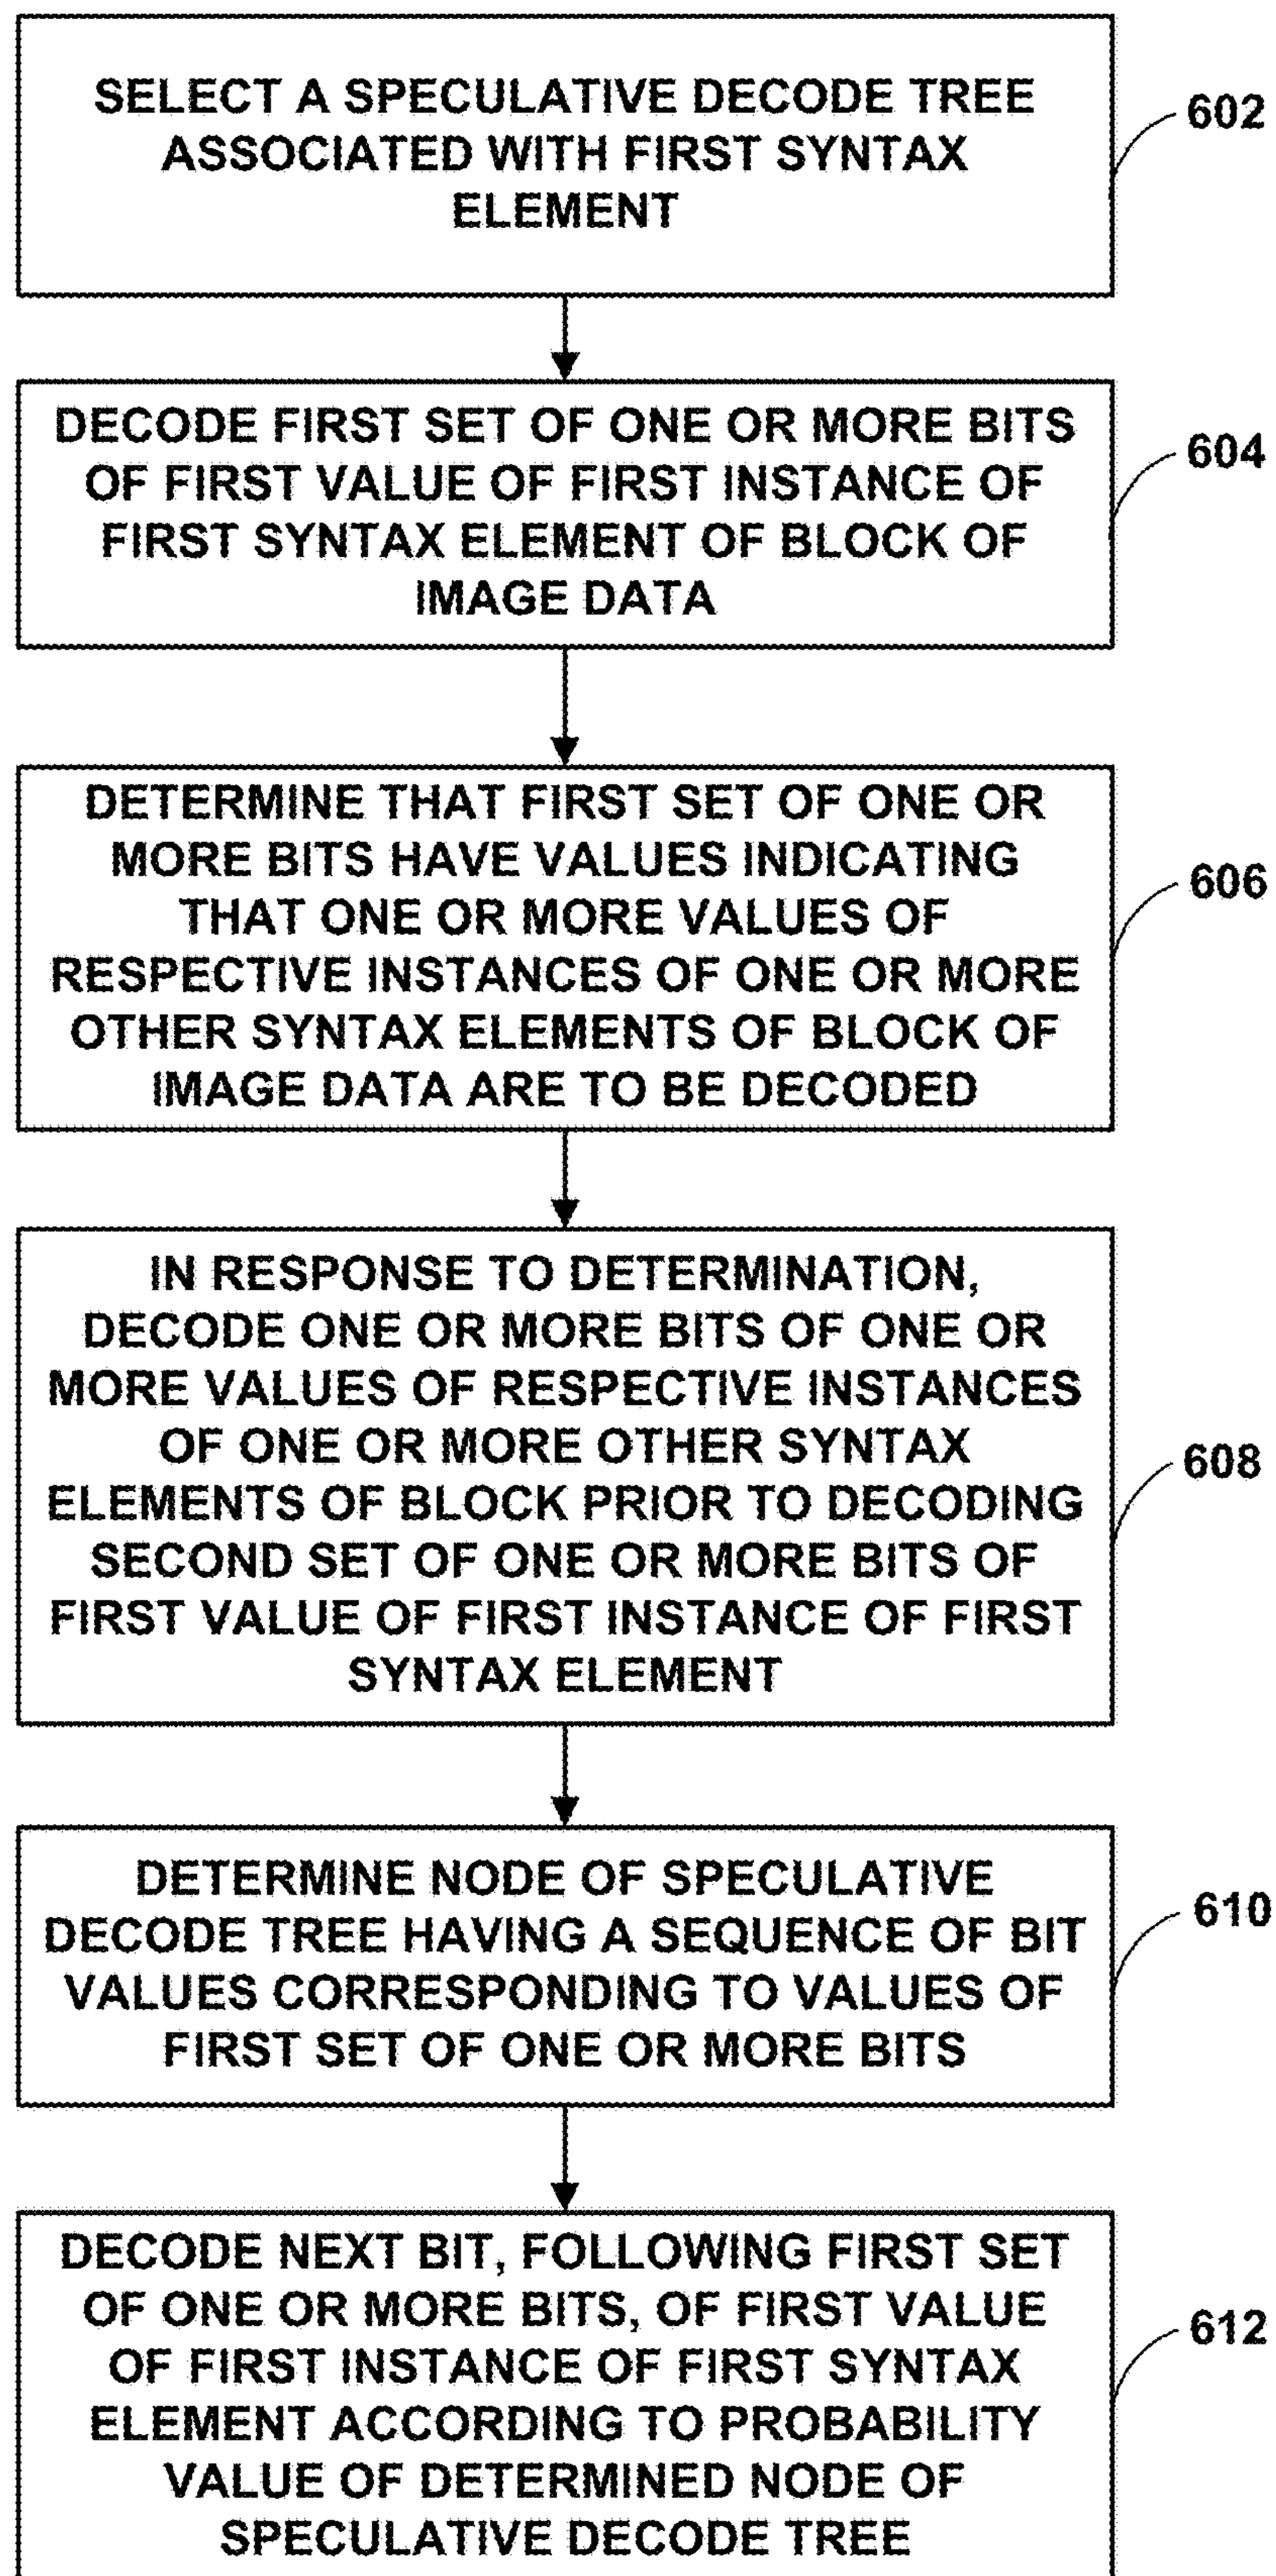 SELECT A SPECULATIVE DECODE TREE
ASSOCIATED WITH FIRST SYNTAX
ELEMENT
602
DECODE FIRST SET OF ONE OR MORE BITS
OF FIRST VALUE OF FIRST INSTANCE OF
FIRST SYNTAX ELEMENT OF BLOCK OF
IMAGE DATA
604
DETERMINE THAT FIRST SET OF ONE OR
MORE BITS HAVE VALUES INDICATING
THAT ONE OR MORE VALUES OF
RESPECTIVE INSTANCES OF ONE OR MORE
OTHER SYNTAX ELEMENTS OF BLOCK OF
IMAGE DATA ARE TO BE DECODED
606
IN RESPONSE TO DETERMINATION,
DECODE ONE OR MORE BITS OF ONE OR
MORE VALUES OF RESPECTIVE INSTANCES
OF ONE OR MORE OTHER SYNTAX
ELEMENTS OF BLOCK PRIOR TO DECODING
SECOND SET OF ONE OR MORE BITS OF
FIRST VALUE OF FIRST INSTANCE OF FIRST
SYNTAX ELEMENT
608
DETERMINE NODE OF SPECULATIVE
DECODE TREE HAVING A SEQUENCE OF BIT
VALUES CORRESPONDING TO VALUES OF
FIRST SET OF ONE OR MORE BITS
610
DECODE NEXT BIT, FOLLOWING FIRST SET
OF ONE OR MORE BITS, OF FIRST VALUE
OF FIRST INSTANCE OF FIRST SYNTAX
ELEMENT ACCORDING TO PROBABILITY
VALUE OF DETERMINED NODE OF
SPECULATIVE DECODE TREE
612